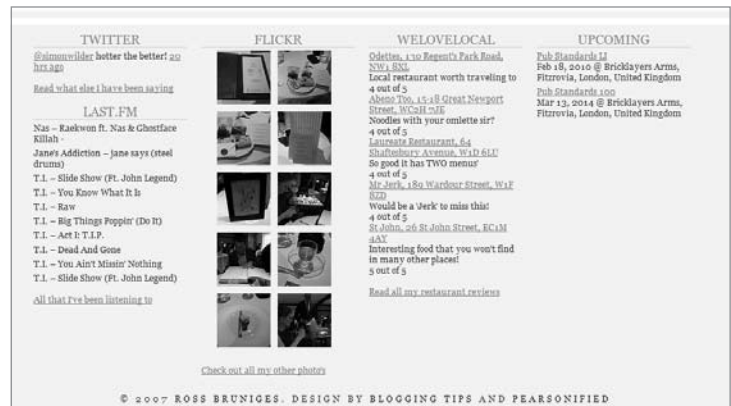 TWITTER
@simonwilder hotter the better! 20
hrs ago
Read what else I have been saying
LAST.FM
Nas – Raekwon ft. Nas & Ghostface
Killah -
Jane's Addiction – jane says (steel
drums)
T.I. – Slide Show (Ft. John Legend)
T.I. – You Know What It Is
T.I. – Raw
T.I. – Big Things Poppin' (Do It)
T.I. – Act I: T.I.P.
T.I. – Dead And Gone
T.I. – You Ain't Missin' Nothing
T.I. – Slide Show (Ft. John Legend)
All that I've been listening to
FLICKR
Check out all my other photo's
WELOVELOCAL
Odettes, 130 Regent's Park Road,
NW1 8XL
Local restaurant worth traveling to
4 out of 5
Abeno Too, 15-18 Great Newport
Street, WC2H 7JE
Noodles with your omlette sir?
4 out of 5
Laureate Restaurant, 64
Shaftesbury Avenue, W1D 6LU
So good it has TWO menus'
4 out of 5
Mr Jerk, 189 Wardour Street, W1F
8ZD
Would be a 'Jerk' to miss this!
4 out of 5
St John, 26 St John Street, EC1M
4AY
Interesting food that you won't find
in many other places!
5 out of 5
Read all my restaurant reviews
UPCOMING
Pub Standards LI
Feb 18, 2010 @ Bricklayers Arms,
Fitzrovia, London, United Kingdom
Pub Standards 100
Mar 13, 2014 @ Bricklayers Arms,
Fitzrovia, London, United Kingdom
© 2007 ROSS BRUNIGES. DESIGN BY BLOGGING TIPS AND PEARSONIFIED